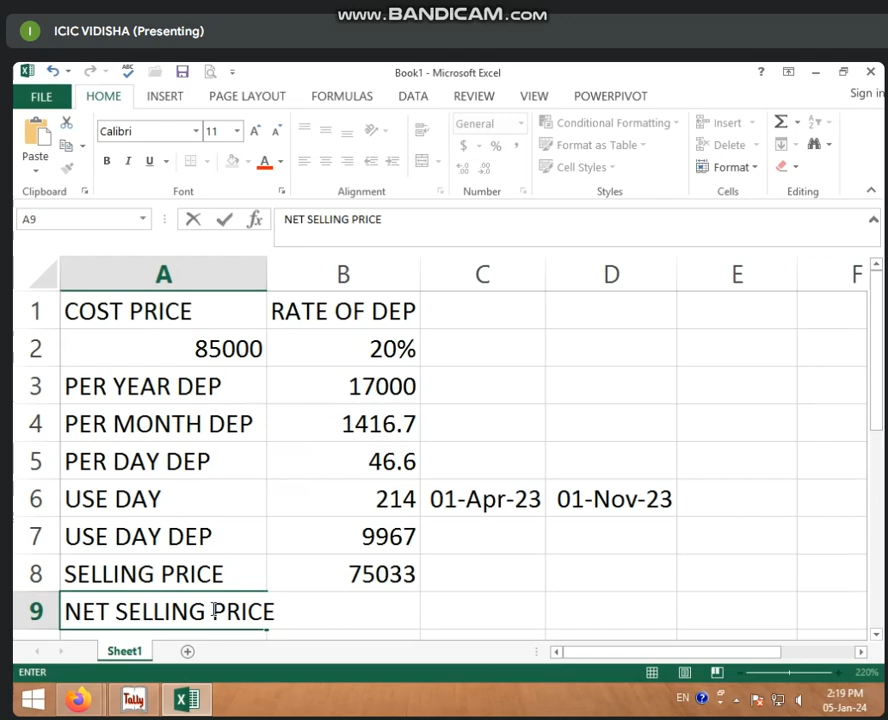 WWW.BANDICAM.COM
I ICIC VIDISHA (Presenting)
ABC Book1 - Microsoft Excel ?
FILE HOME INSERT PAGE LAYOUT FORMULAS DATA REVIEW VIEW POWERPIVOT Sign in
Calibri 11 A A General Conditional Formatting Insert Σ
Paste B I U A $ % , Format as Table Delete
Cell Styles Format
Clipboard Font Alignment Number Styles Cells Editing
A9 fx NET SELLING PRICE
A B C D E F
1 COST PRICE RATE OF DEP
2 85000 20%
3 PER YEAR DEP 17000
4 PER MONTH DEP 1416.7
5 PER DAY DEP 46.6
6 USE DAY 214 01-Apr-23 01-Nov-23
7 USE DAY DEP 9967
8 SELLING PRICE 75033
9 NET SELLING PRICE
Sheet1
ENTER 220%
Tally EN ? 2:19 PM
05-Jan-24